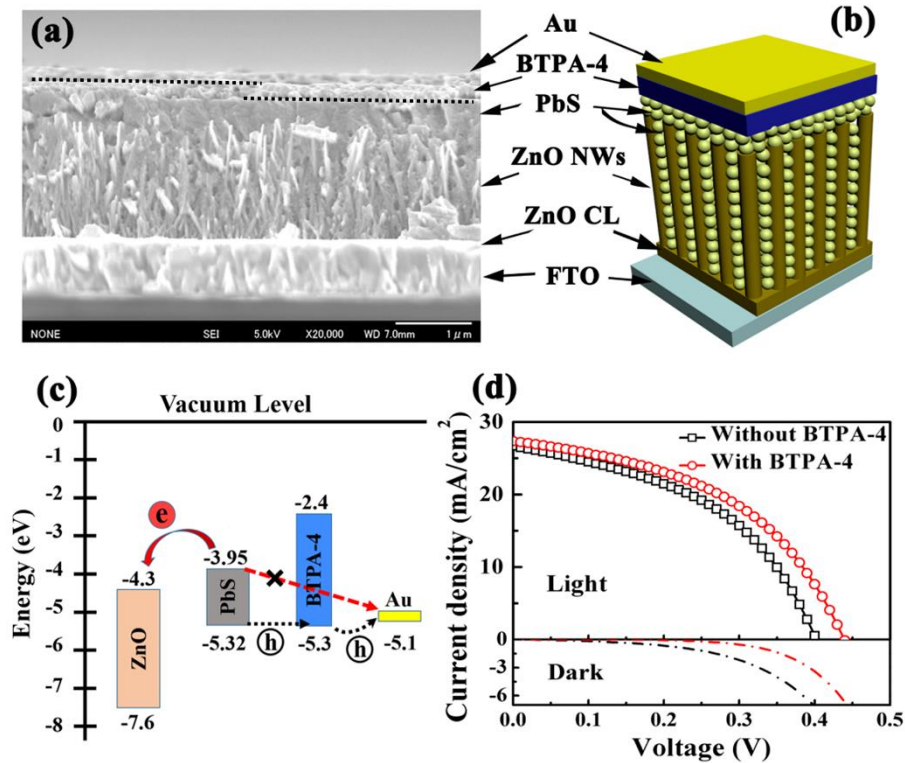 (a)
(b)
Au
BTPA-4
PbS
ZnO NWs
ZnO CL
FTO
NONE SEI 5.0kV X20,000 WD 7.0mm 1μm
(c)
Vacuum Level
0
-1
-2
-3
-4
-5
-6
-7
-8
Energy (eV)
e
-4.3
ZnO
-7.6
-3.95
PbS
-5.32
h
-2.4
BTPA-4
-5.3
h
Au
-5.1
(d)
Current density (mA/cm²)
30
20
10
0
-3
-6
Without BTPA-4
With BTPA-4
Light
Dark
0.0 0.1 0.2 0.3 0.4 0.5
Voltage (V)